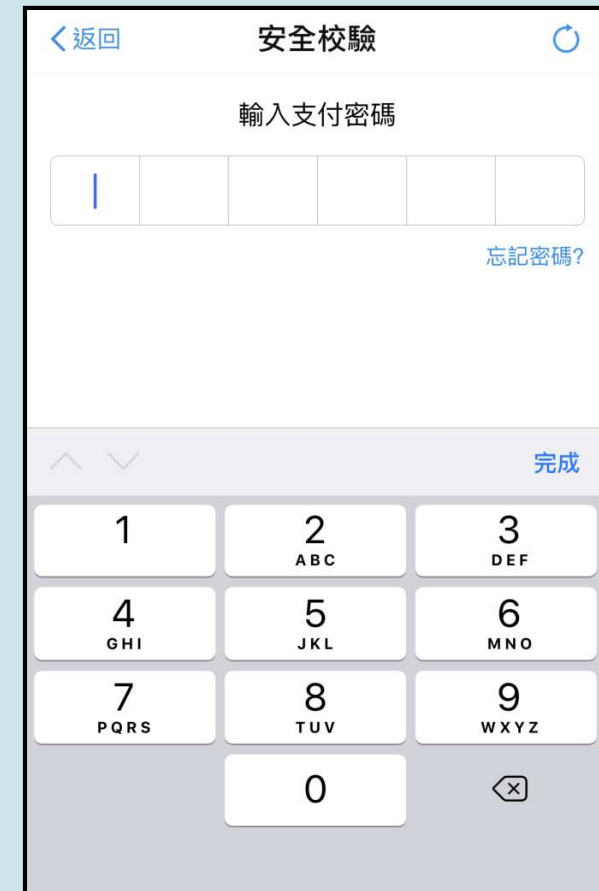 返回 安全校驗
輸入支付密碼
忘記密碼?
完成
1 2 3
ABC DEF
4 5 6
GHI JKL MNO
7 8 9
PQRS TUV WXYZ
0